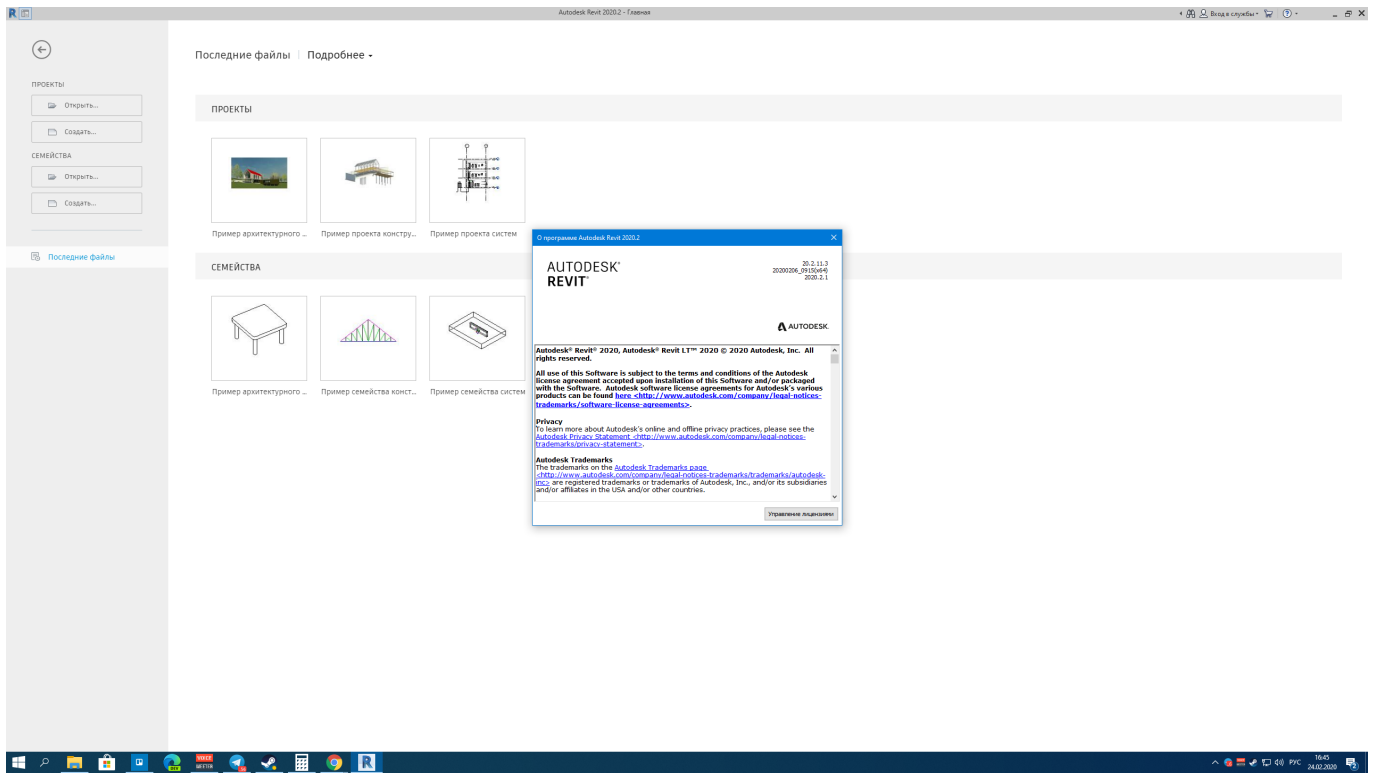 Autodesk Revit 2020.2 - Главная
Вход в службы
Последние файлы
Подробнее
ПРОЕКТЫ
Открыть...
Создать...
СЕМЕЙСТВА
Открыть...
Создать...
Последние файлы
ПРОЕКТЫ
Пример архитектурного ...
Пример проекта констру...
Пример проекта систем
СЕМЕЙСТВА
Пример архитектурного ...
Пример семейства конст...
Пример семейства систем
О программе Autodesk Revit 2020.2
AUTODESK®
REVIT®
20.2.11.3
20200206_0915(x64)
2020.2.1
AUTODESK.
Autodesk® Revit® 2020, Autodesk® Revit LT™ 2020 © 2020 Autodesk, Inc. All
rights reserved.
All use of this Software is subject to the terms and conditions of the Autodesk
license agreement accepted upon installation of this Software and/or packaged
with the Software. Autodesk software license agreements for Autodesk's various
products can be found here <http://www.autodesk.com/company/legal-notices-
trademarks/software-license-agreements>.
Privacy
To learn more about Autodesk's online and offline privacy practices, please see the
Autodesk Privacy Statement <http://www.autodesk.com/company/legal-notices-
trademarks/privacy-statement>.
Autodesk Trademarks
The trademarks on the Autodesk Trademarks page
<http://www.autodesk.com/company/legal-notices-trademarks/trademarks/autodesk-
inc> are registered trademarks or trademarks of Autodesk, Inc., and/or its subsidiaries
and/or affiliates in the USA and/or other countries.
Управление лицензиями
РУС
16:45
24.02.2020